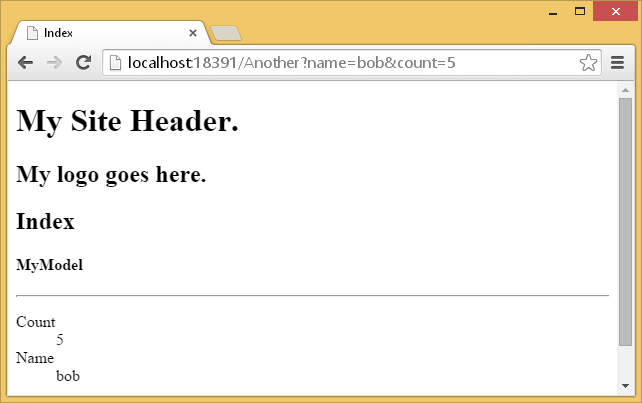 Index
localhost:18391/Another?name=bob&count=5
My Site Header.
My logo goes here.
Index
MyModel
Count
5
Name
bob